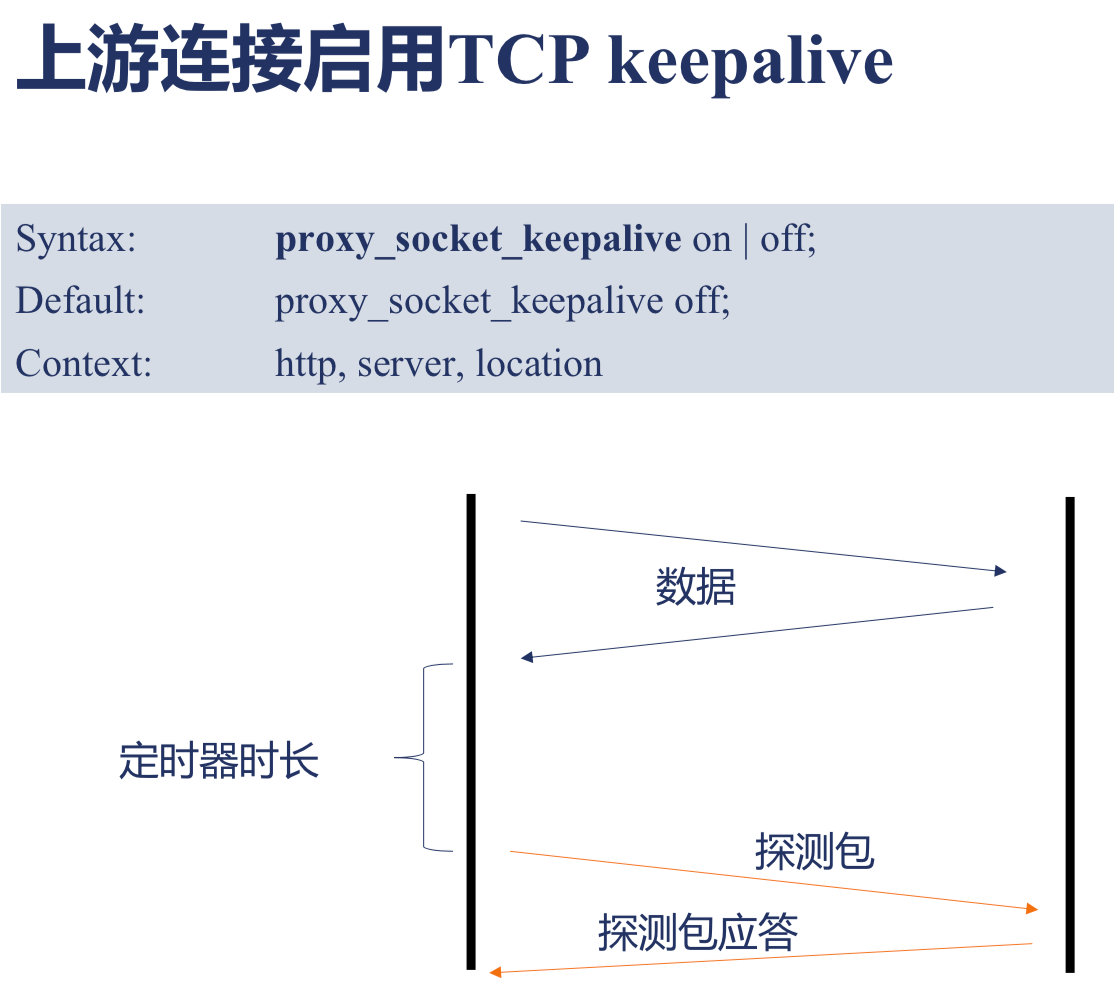 上游连接启用TCP keepalive
Syntax: proxy_socket_keepalive on | off;
Default: proxy_socket_keepalive off;
Context: http, server, location
数据
定时器时长
探测包
探测包应答